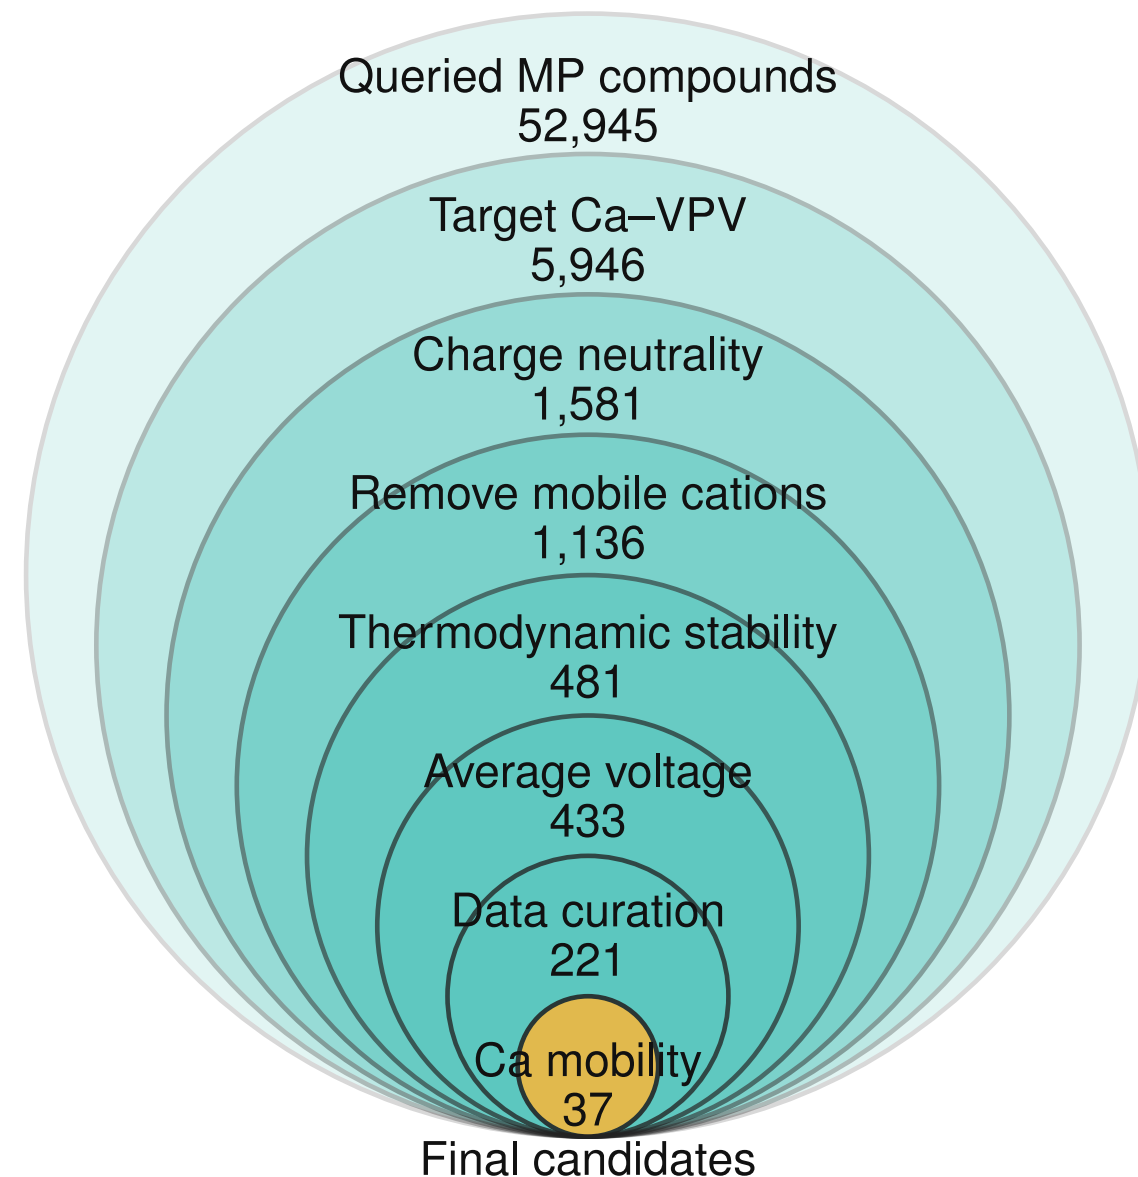 Queried MP compounds
52,945
Target Ca–VPV
5,946
Charge neutrality
1,581
Remove mobile cations
1,136
Thermodynamic stability
481
Average voltage
433
Data curation
221
Ca mobility
37
Final candidates